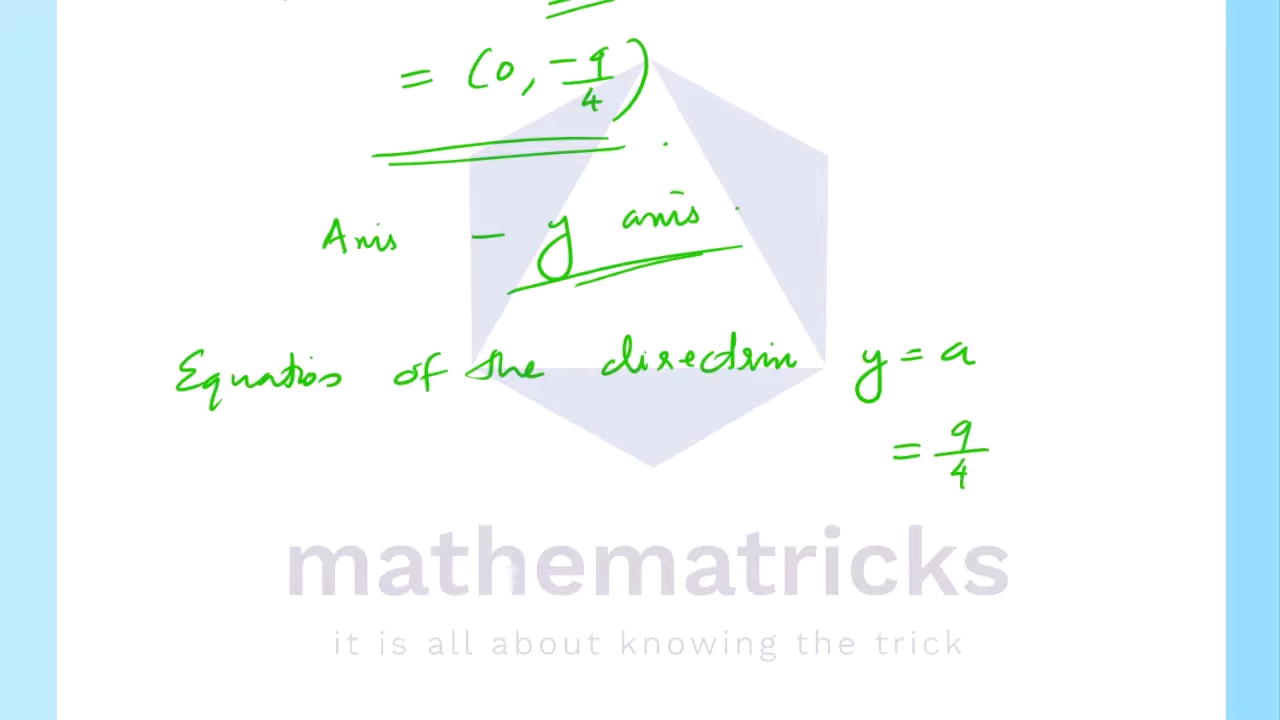 = (0, -9/4)
Axis - y axis.
Equation of the directrix y = a
= 9/4
mathematricks
it is all about knowing the trick